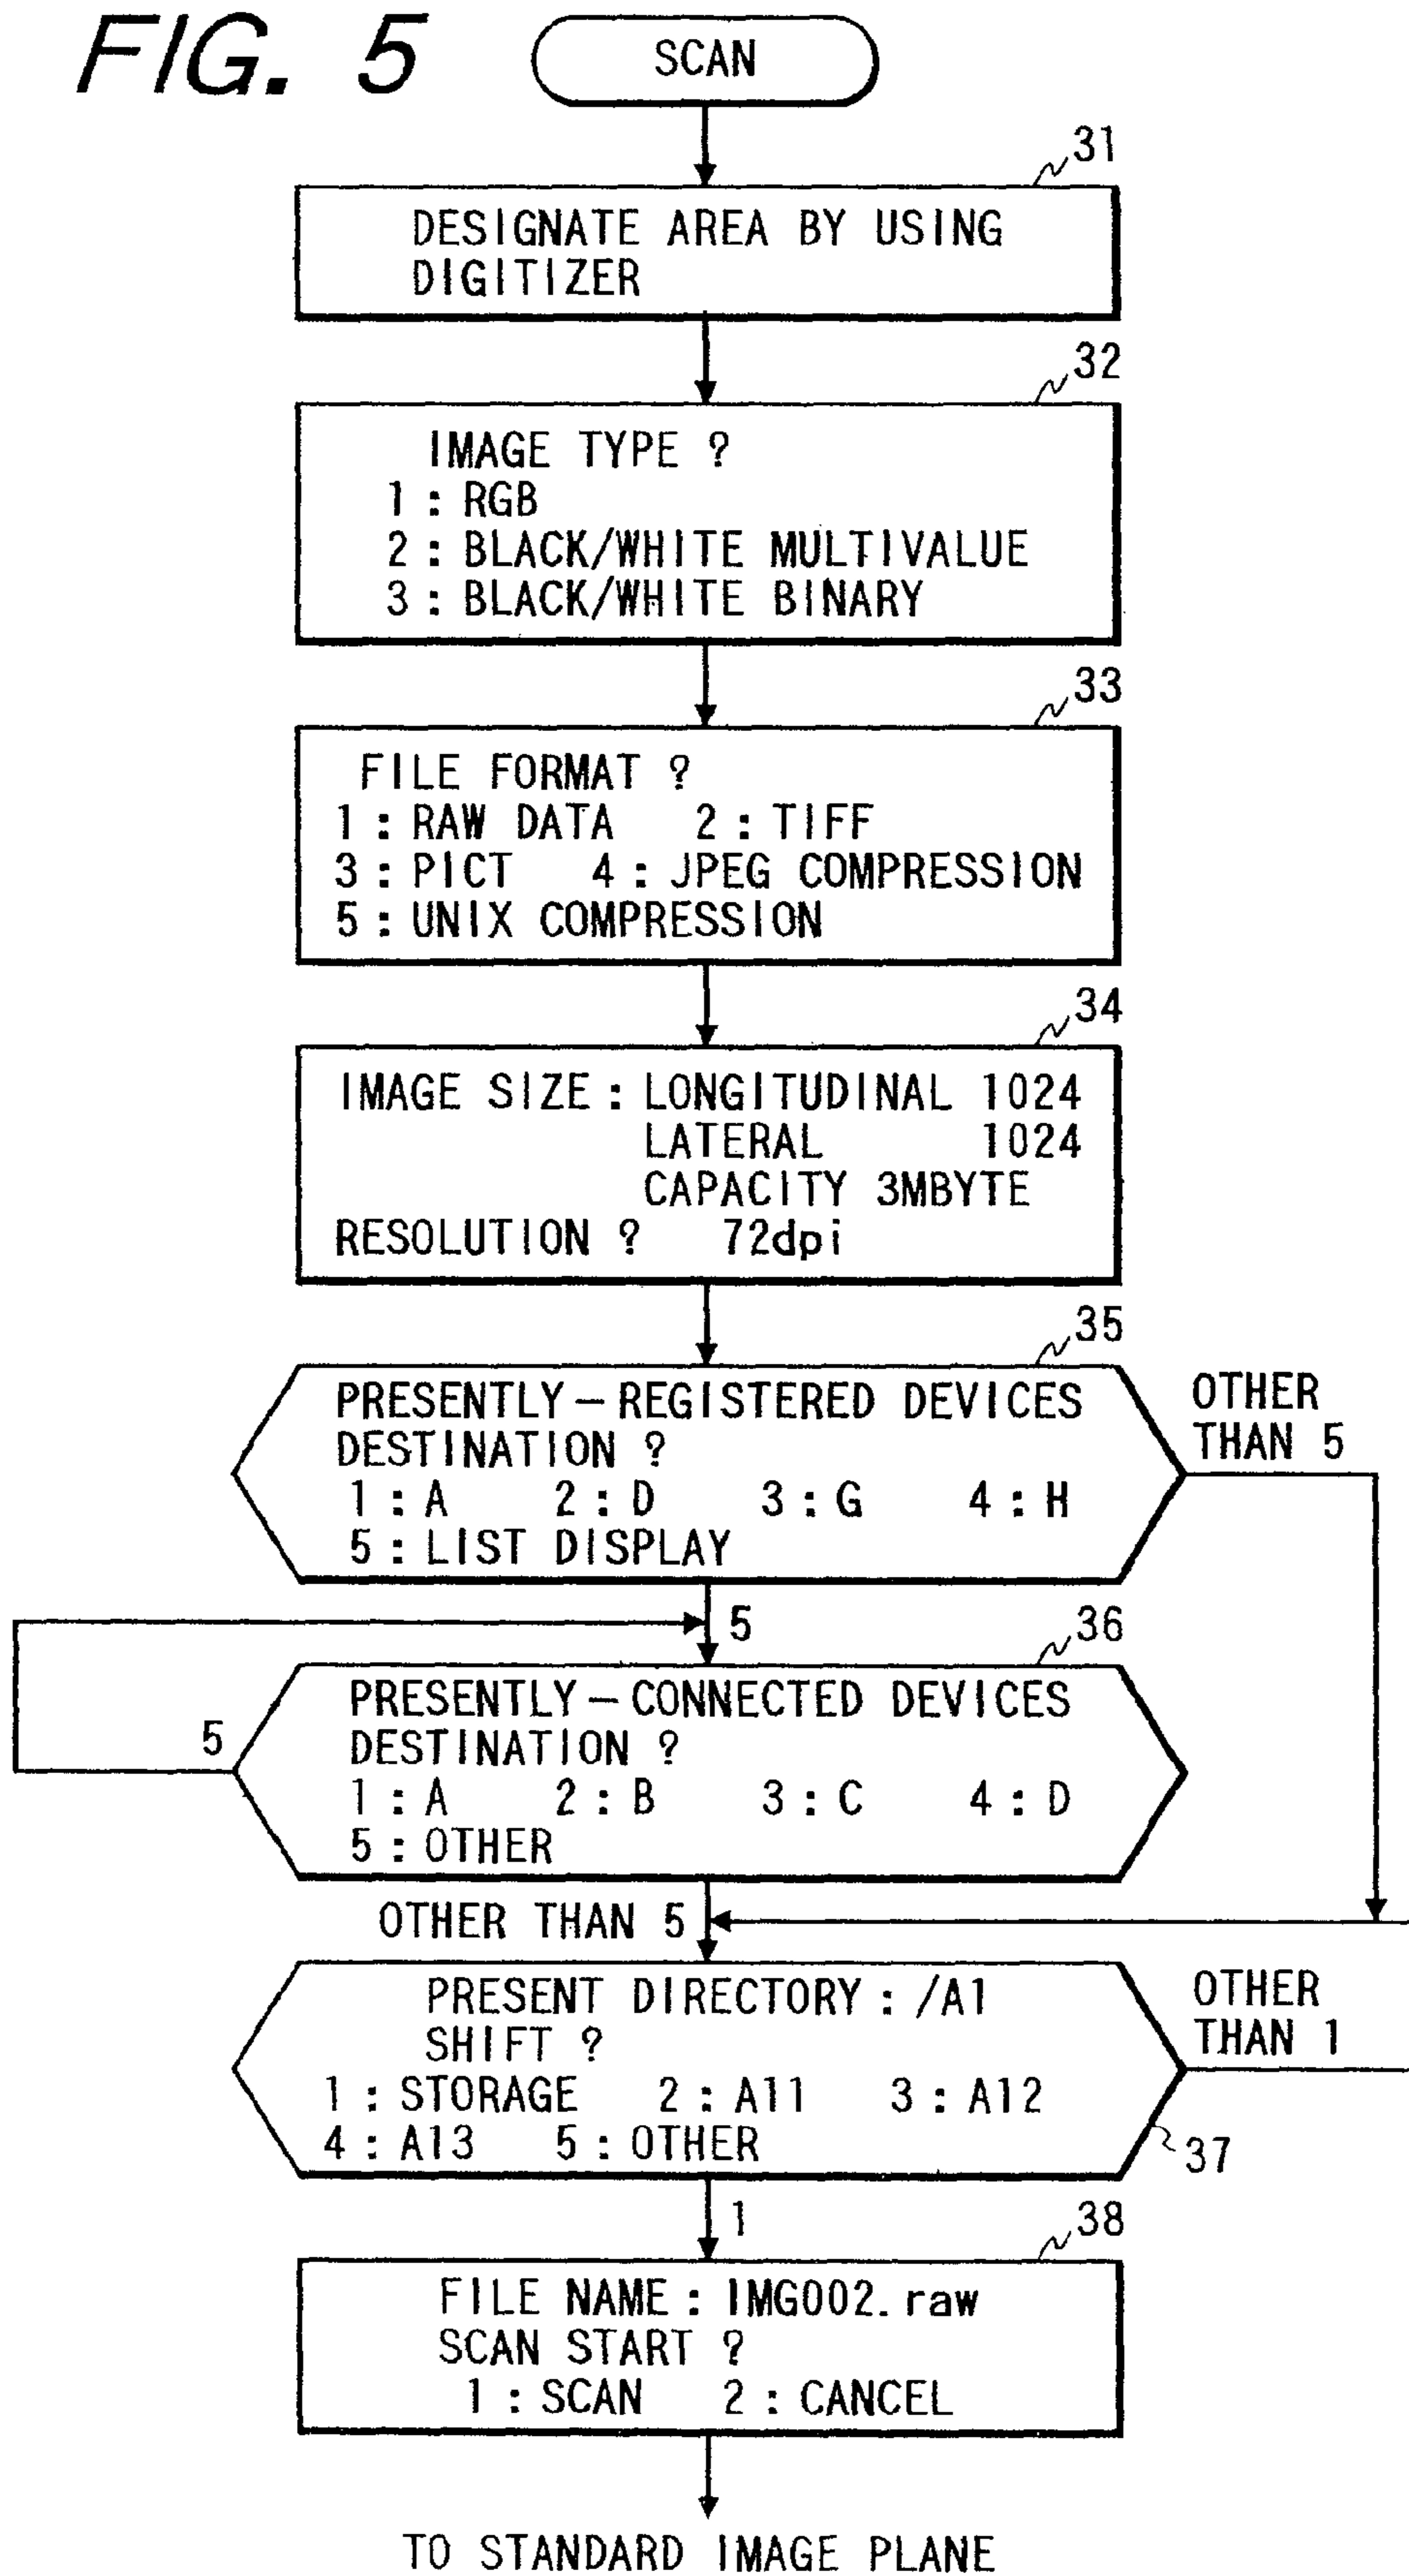 FIG. 5
SCAN
31
DESIGNATE AREA BY USING
DIGITIZER
32
IMAGE TYPE ?
1 : RGB
2 : BLACK/WHITE MULTIVALUE
3 : BLACK/WHITE BINARY
33
FILE FORMAT ?
1 : RAW DATA 2 : TIFF
3 : PICT 4 : JPEG COMPRESSION
5 : UNIX COMPRESSION
34
IMAGE SIZE : LONGITUDINAL 1024
LATERAL 1024
CAPACITY 3MBYTE
RESOLUTION ? 72dpi
35
PRESENTLY-REGISTERED DEVICES
DESTINATION ?
1 : A 2 : D 3 : G 4 : H
5 : LIST DISPLAY
OTHER
THAN 5
5
36
PRESENTLY-CONNECTED DEVICES
DESTINATION ?
1 : A 2 : B 3 : C 4 : D
5 : OTHER
5
OTHER THAN 5
PRESENT DIRECTORY : /A1
SHIFT ?
1 : STORAGE 2 : A11 3 : A12
4 : A13 5 : OTHER
OTHER
THAN 1
37
1
38
FILE NAME : IMG002. raw
SCAN START ?
1 : SCAN 2 : CANCEL
TO STANDARD IMAGE PLANE